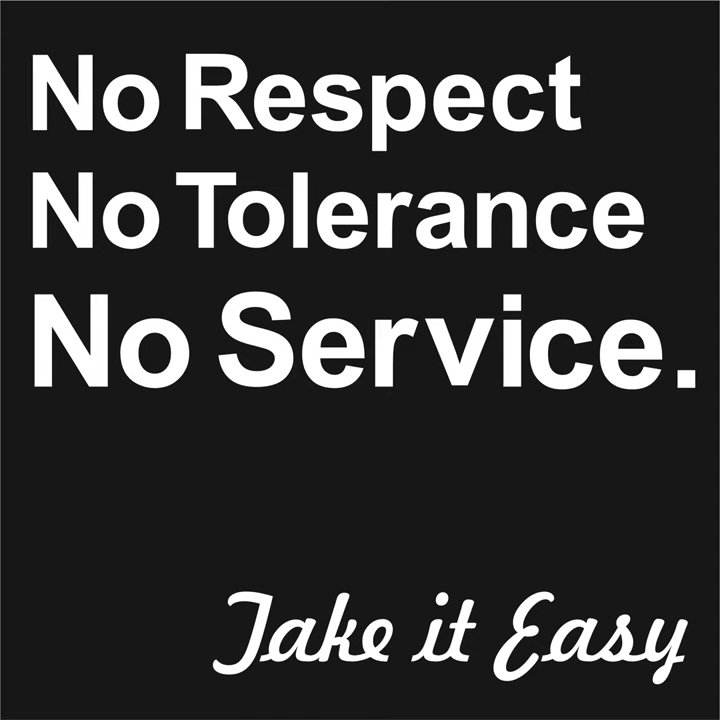 No Respect
No Tolerance
No Service.
Take it Easy